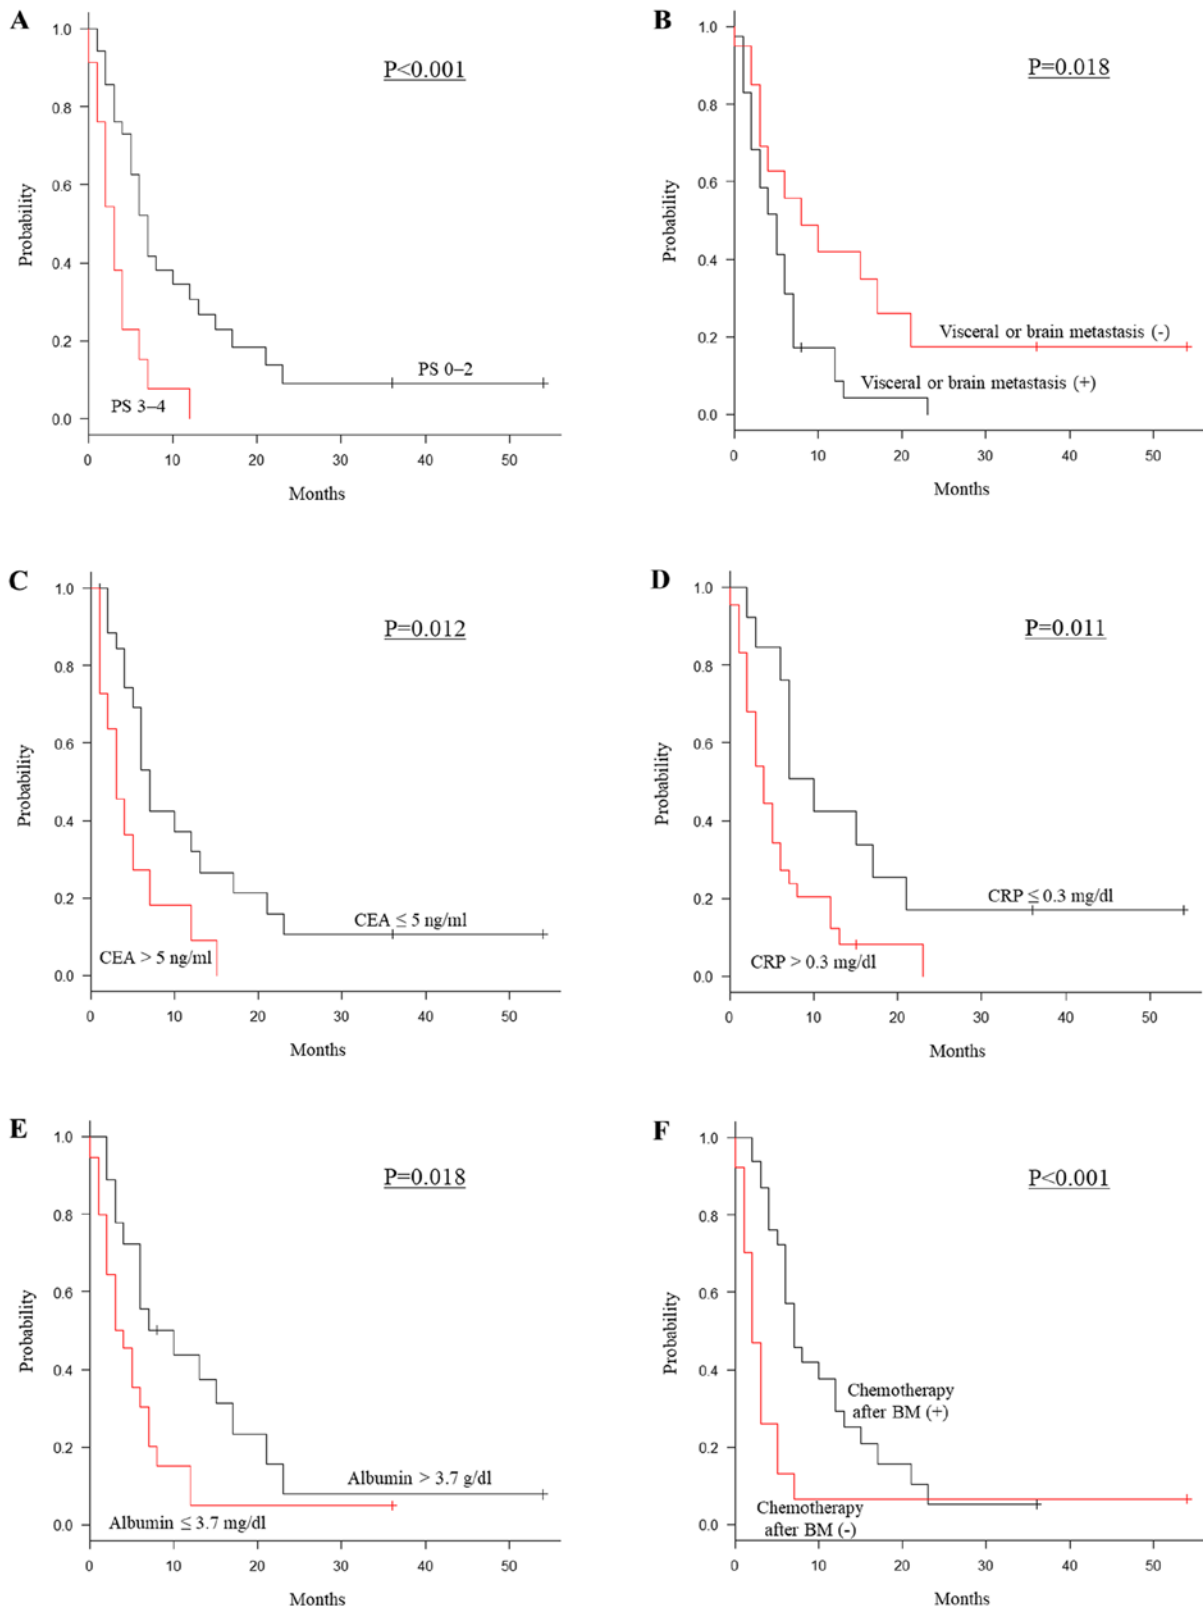 A
P<0.001
1.0
0.8
0.6
0.4
0.2
0.0
Probability
PS 0–2
PS 3–4
0 10 20 30 40 50
Months
B
P=0.018
1.0
0.8
0.6
0.4
0.2
0.0
Probability
Visceral or brain metastasis (-)
Visceral or brain metastasis (+)
0 10 20 30 40 50
Months
C
P=0.012
1.0
0.8
0.6
0.4
0.2
0.0
Probability
CEA ≤ 5 ng/ml
CEA > 5 ng/ml
0 10 20 30 40 50
Months
D
P=0.011
1.0
0.8
0.6
0.4
0.2
0.0
Probability
CRP ≤ 0.3 mg/dl
CRP > 0.3 mg/dl
0 10 20 30 40 50
Months
E
P=0.018
1.0
0.8
0.6
0.4
0.2
0.0
Probability
Albumin > 3.7 g/dl
Albumin ≤ 3.7 mg/dl
0 10 20 30 40 50
Months
F
P<0.001
1.0
0.8
0.6
0.4
0.2
0.0
Probability
Chemotherapy
after BM (+)
Chemotherapy
after BM (-)
0 10 20 30 40 50
Months